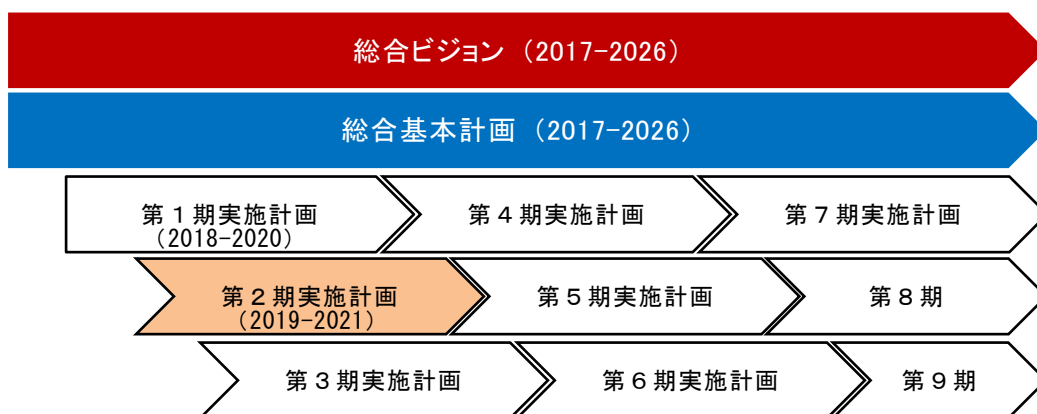 総合ビジョン（2017-2026）
総合基本計画（2017-2026）
第１期実施計画
（2018-2020）
第４期実施計画
第７期実施計画
第２期実施計画
（2019-2021）
第５期実施計画
第８期
第３期実施計画
第６期実施計画
第９期